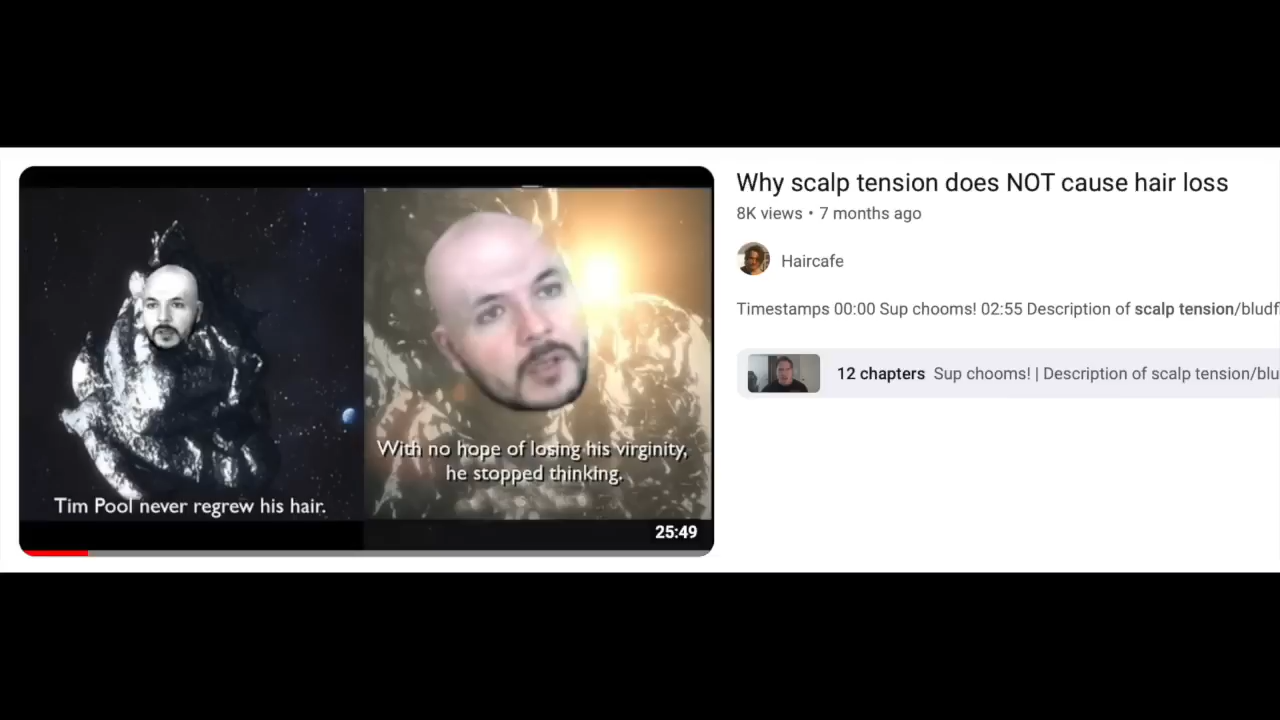 Tim Pool never regrew his hair.
With no hope of losing his virginity,
he stopped thinking.
25:49
Why scalp tension does NOT cause hair loss
8K views • 7 months ago
Haircafe
Timestamps 00:00 Sup chooms! 02:55 Description of scalp tension/bludf
12 chapters Sup chooms! | Description of scalp tension/blu